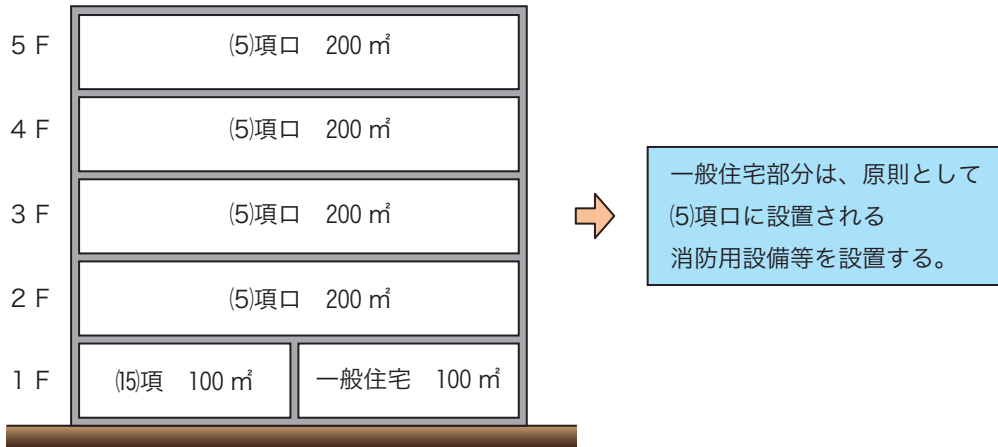 5 F
⑸項ロ 200 ㎡
4 F
⑸項ロ 200 ㎡
3 F
⑸項ロ 200 ㎡
2 F
⑸項ロ 200 ㎡
1 F
⒂項 100 ㎡
一般住宅 100 ㎡
一般住宅部分は、原則として
⑸項ロに設置される
消防用設備等を設置する。